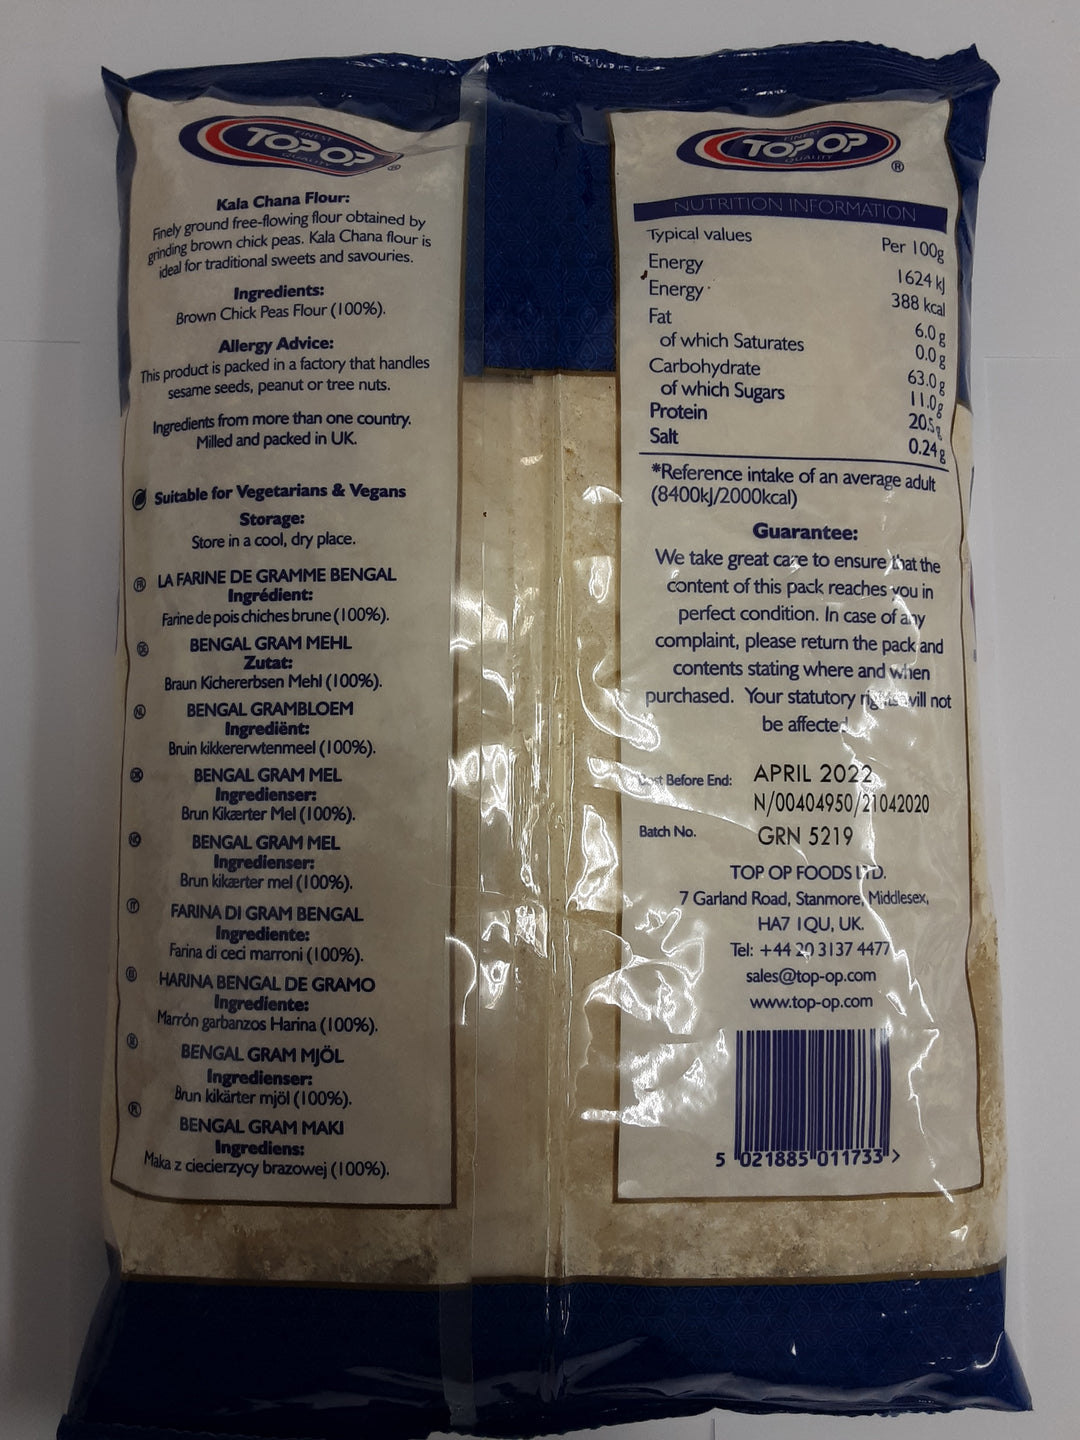 FINEST
TOP OP
QUALITY
®
Kala Chana Flour:
Finely ground free-flowing flour obtained by
grinding brown chick peas. Kala Chana flour is
ideal for traditional sweets and savouries.
Ingredients:
Brown Chick Peas Flour (100%).
Allergy Advice:
This product is packed in a factory that handles
sesame seeds, peanut or tree nuts.
Ingredients from more than one country.
Milled and packed in UK.
Suitable for Vegetarians & Vegans
Storage:
Store in a cool, dry place.
LA FARINE DE GRAMME BENGAL
Ingrédient:
Farine de pois chiches brune (100%).
BENGAL GRAM MEHL
Zutat:
Braun Kichererbsen Mehl (100%).
BENGAL GRAMBLOEM
Ingrediënt:
Bruin kikkererwtenmeel (100%).
BENGAL GRAM MEL
Ingredienser:
Brun Kikærter Mel (100%).
BENGAL GRAM MEL
Ingredienser:
Brun kikærter mel (100%).
FARINA DI GRAM BENGAL
Ingrediente:
Farina di ceci marroni (100%).
HARINA BENGAL DE GRAMO
Ingrediente:
Marrón garbanzos Harina (100%).
BENGAL GRAM MJÖL
Ingredienser:
Brun kikärter mjöl (100%).
BENGAL GRAM MAKI
Ingrediens:
Maka z ciecierzycy brazowej (100%).
FINEST
TOP OP
QUALITY
®
NUTRITION INFORMATION
Typical values Per 100g
Energy 1624 kJ
Energy 388 kcal
Fat 6.0 g
of which Saturates 0.0 g
Carbohydrate 63.0 g
of which Sugars 11.0g
Protein 20.5 g
Salt 0.24 g
*Reference intake of an average adult
(8400kJ/2000kcal)
Guarantee:
We take great care to ensure that the
content of this pack reaches you in
perfect condition. In case of any
complaint, please return the pack and
contents stating where and when
purchased. Your statutory rights will not
be affected
Best Before End: APRIL 2022
N/00404950/21042020
Batch No. GRN 5219
TOP OP FOODS LTD.
7 Garland Road, Stanmore, Middlesex,
HA7 1QU, UK.
Tel: +44 20 3137 4477
sales@top-op.com
www.top-op.com
5 021885 011733 >